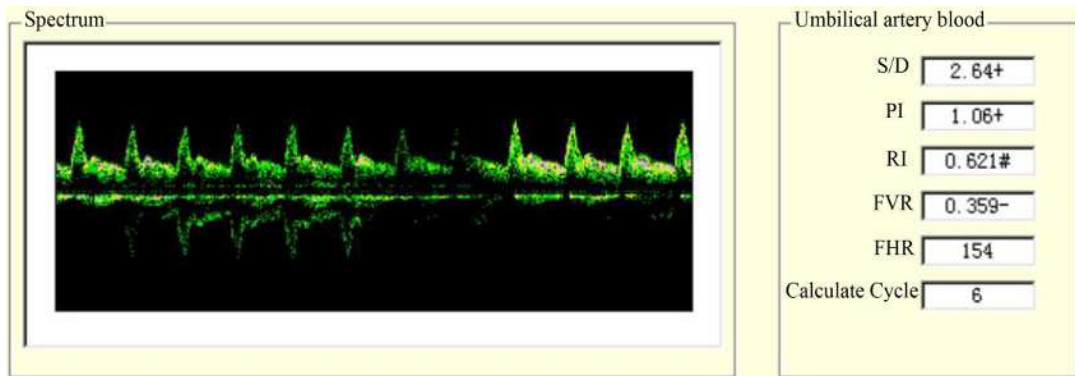 Spectrum
Umbilical artery blood
S/D 2.64+
PI 1.06+
RI 0.621#
FVR 0.359-
FHR 154
Calculate Cycle 6